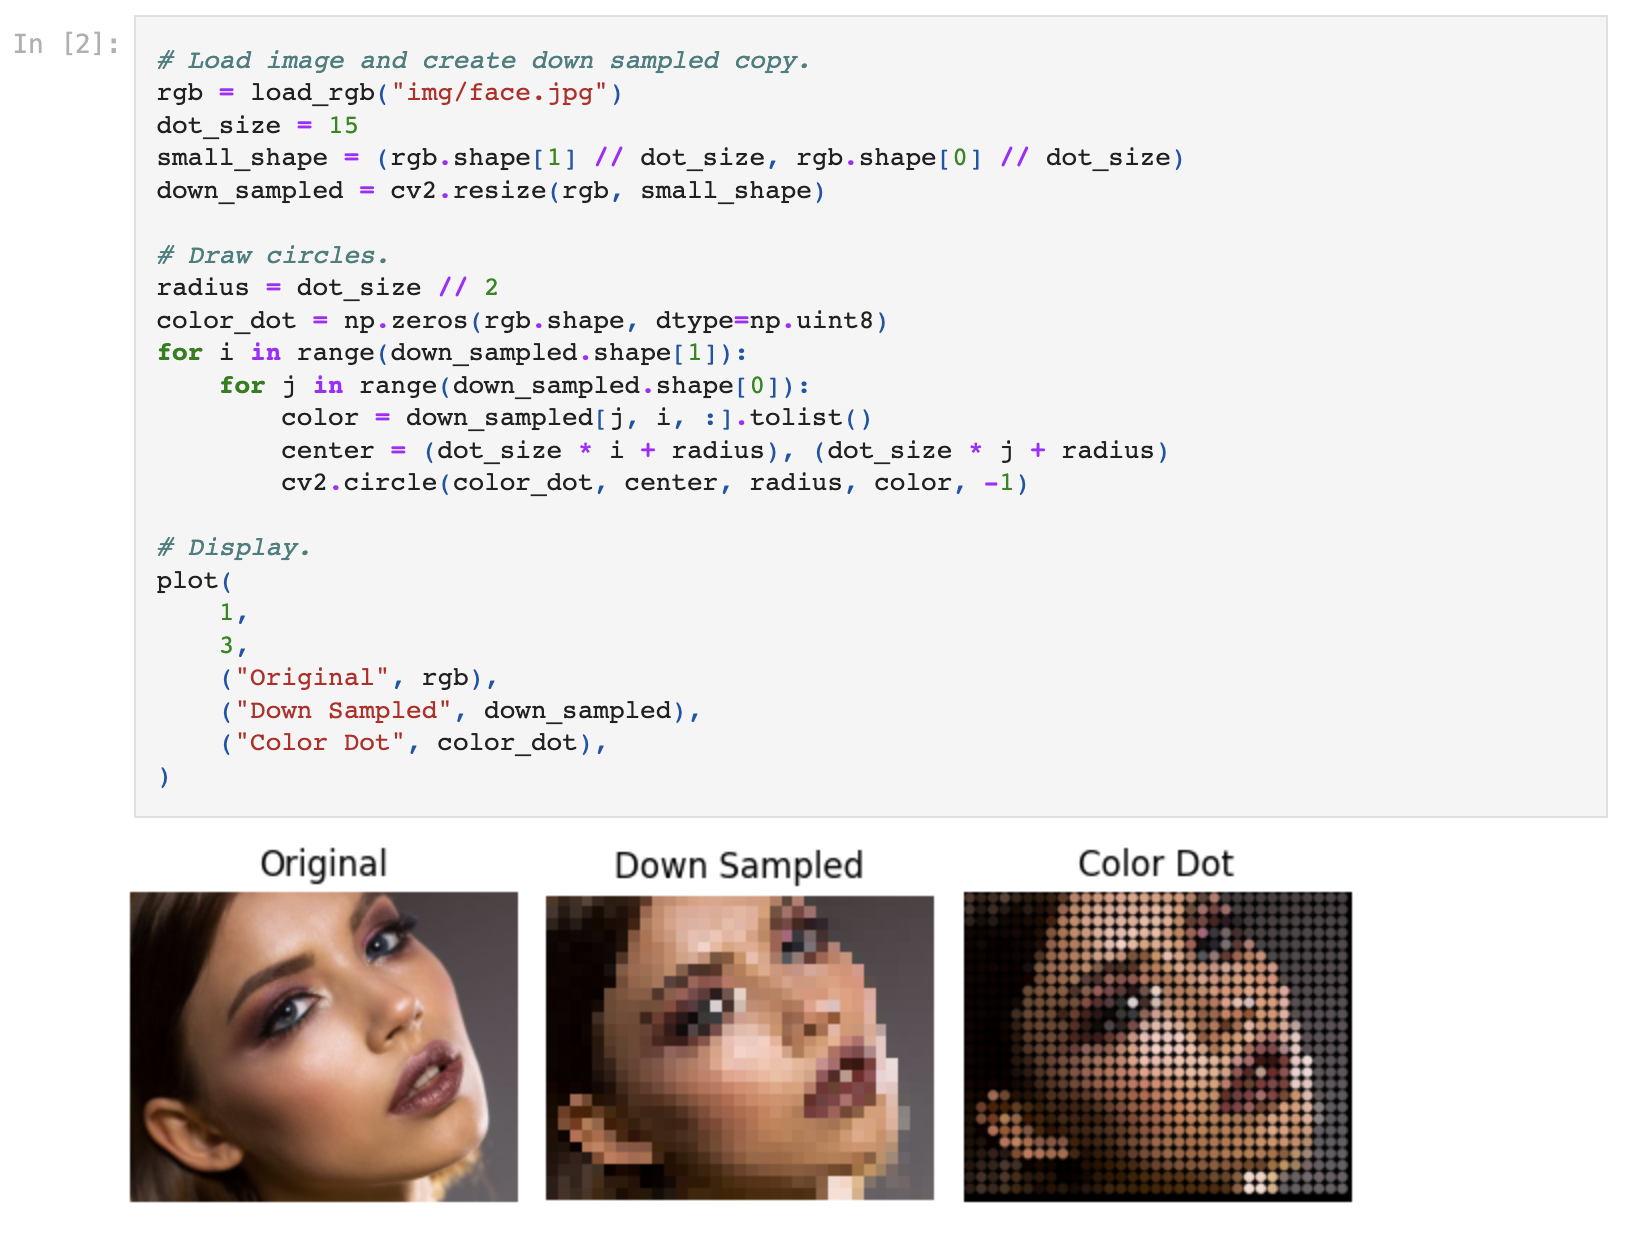 In [2]:
# Load image and create down sampled copy.
rgb = load_rgb("img/face.jpg")
dot_size = 15
small_shape = (rgb.shape[1] // dot_size, rgb.shape[0] // dot_size)
down_sampled = cv2.resize(rgb, small_shape)

# Draw circles.
radius = dot_size // 2
color_dot = np.zeros(rgb.shape, dtype=np.uint8)
for i in range(down_sampled.shape[1]):
    for j in range(down_sampled.shape[0]):
        color = down_sampled[j, i, :].tolist()
        center = (dot_size * i + radius), (dot_size * j + radius)
        cv2.circle(color_dot, center, radius, color, -1)

# Display.
plot(
    1,
    3,
    ("Original", rgb),
    ("Down Sampled", down_sampled),
    ("Color Dot", color_dot),
)
Original
Down Sampled
Color Dot